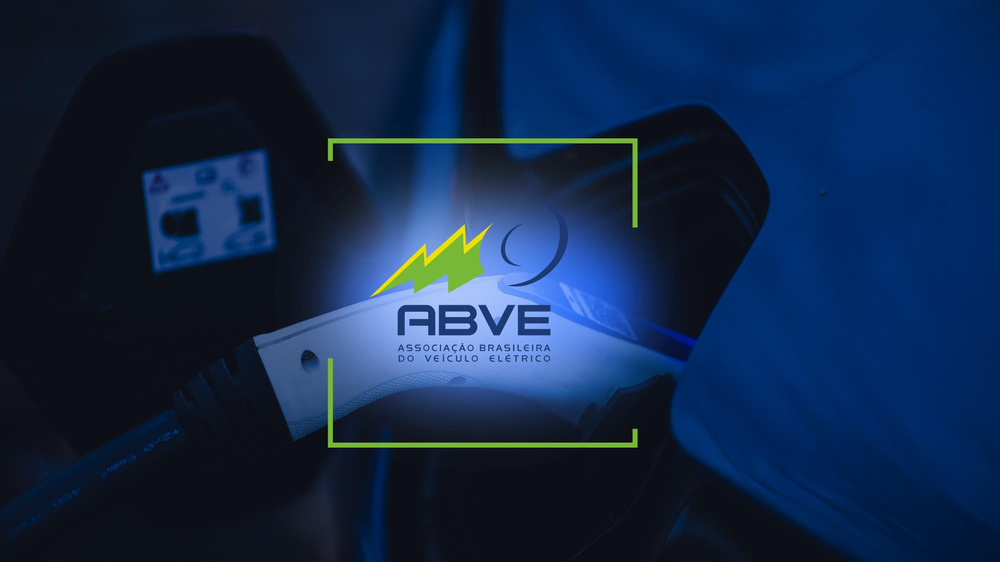 ABVE
ASSOCIAÇÃO BRASILEIRA
DO VEÍCULO ELÉTRICO